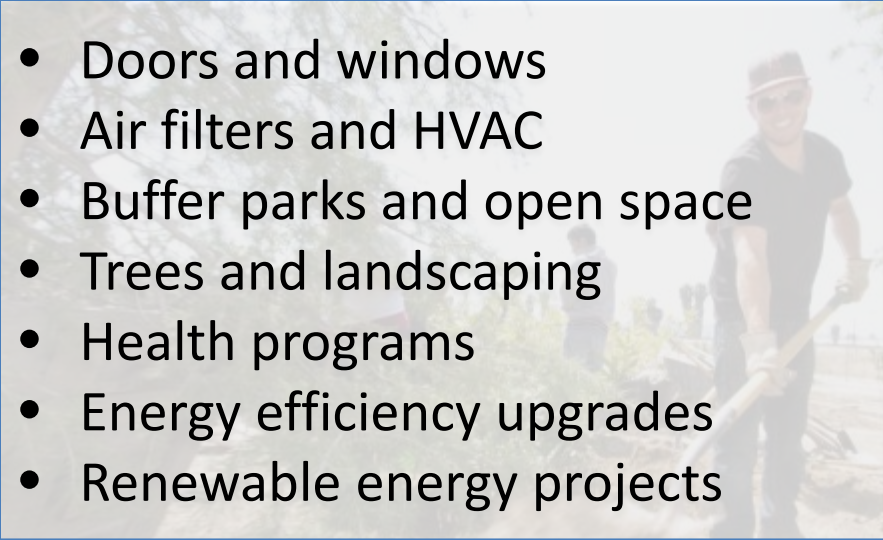 • Doors and windows
• Air filters and HVAC
• Buffer parks and open space
• Trees and landscaping
• Health programs
• Energy efficiency upgrades
• Renewable energy projects